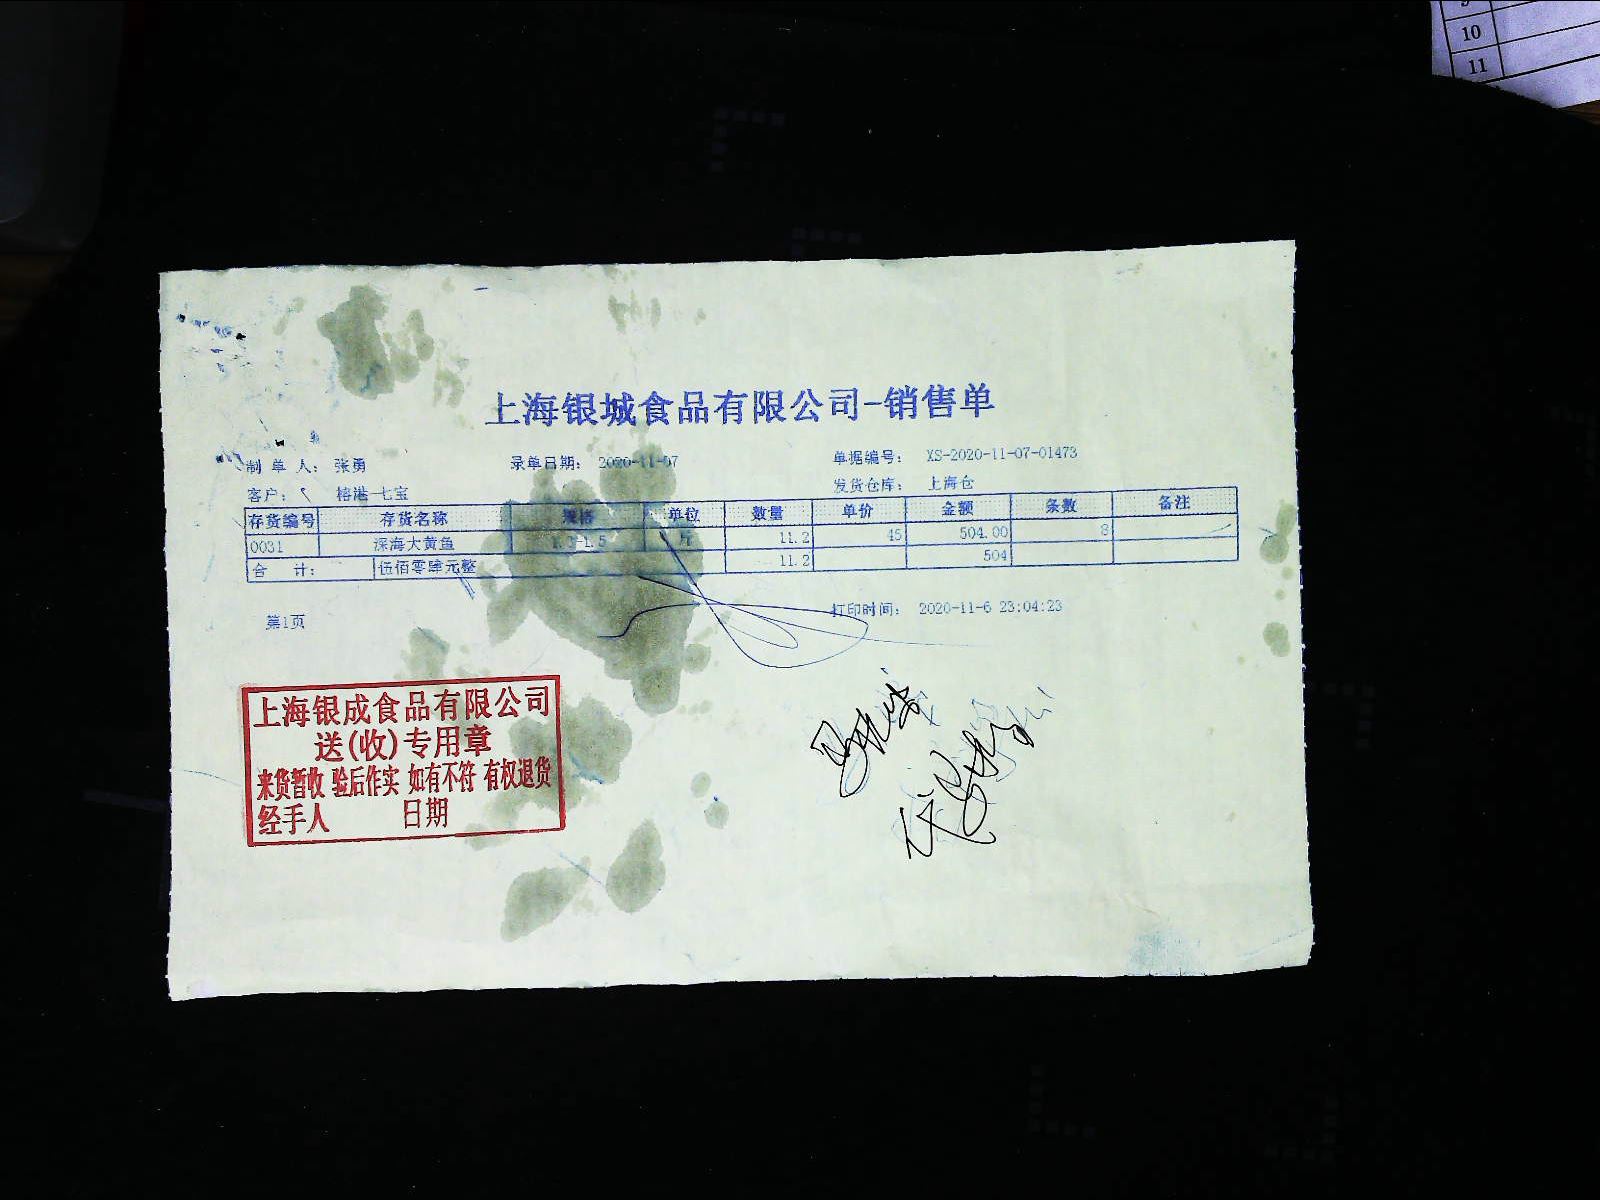 10
11
上海银城食品有限公司-销售单
制 单 人： 张勇 录单日期： 2020-11-07 单据编号： XS-2020-11-07-01473
客户： 榕港-七宝 发货仓库： 上海仓
存货编号 存货名称 规格 单位 数量 单价 金额 条数 备注
0031 深海大黄鱼 斤 11.2 45 504.00 8
合 计： 伍佰零肆元整 11.2 504
第1页 打印时间： 2020-11-6 23:04:23
上海银成食品有限公司
送(收)专用章
来货暂收 验后作实 如有不符 有权退货
经手人 日期